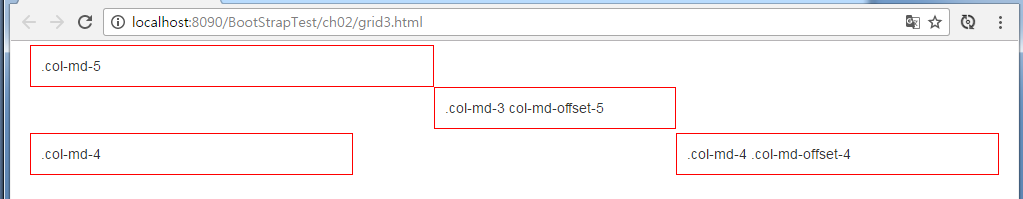 localhost:8090/BootStrapTest/ch02/grid3.html
.col-md-5
.col-md-3 col-md-offset-5
.col-md-4
.col-md-4 .col-md-offset-4